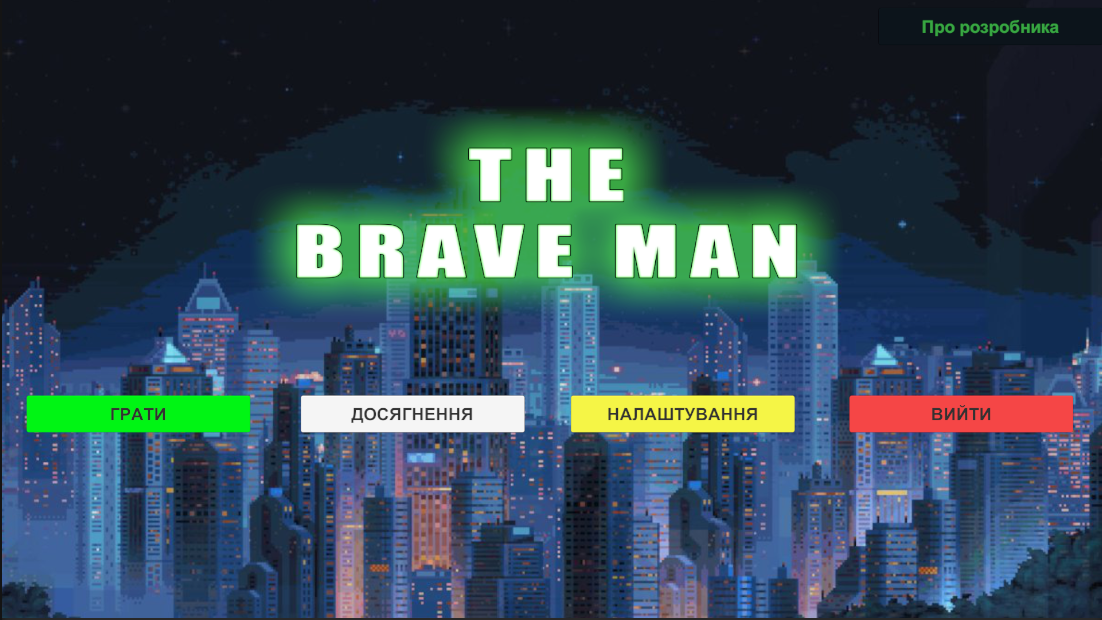 Про розробника
THE
BRAVE MAN
ГРАТИ
ДОСЯГНЕННЯ
НАЛАШТУВАННЯ
ВИЙТИ